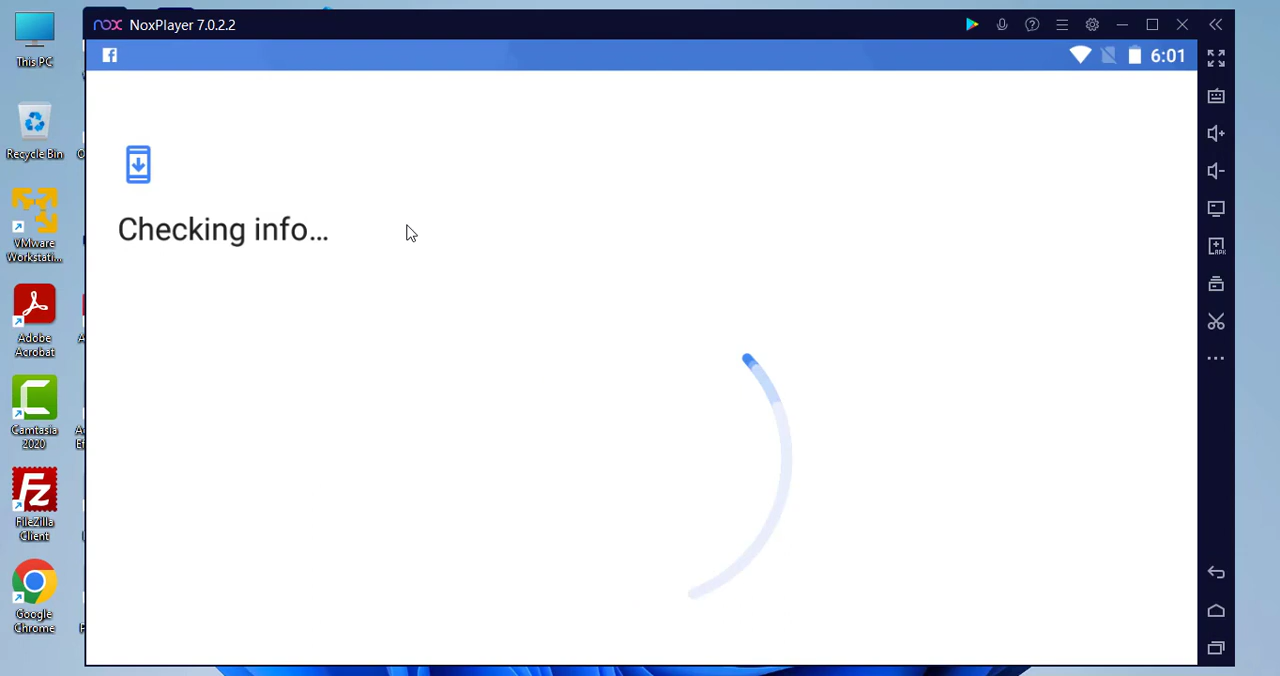 nox NoxPlayer 7.0.2.2
6:01
Checking info...
This PC
Recycle Bin
VMware
Workstati...
Adobe
Acrobat
Camtasia
2020
FileZilla
Client
Google
Chrome